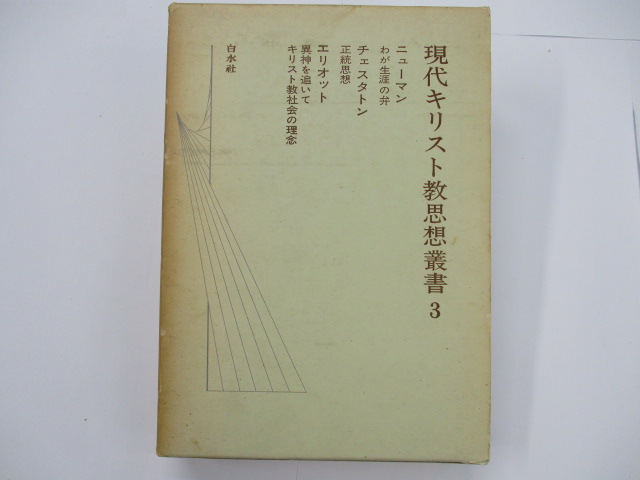 現代キリスト教思想叢書 3
ニューマン
わが生涯の弁
チェスタトン
正統思想
エリオット
異神を追いて
キリスト教社会の理念
白水社